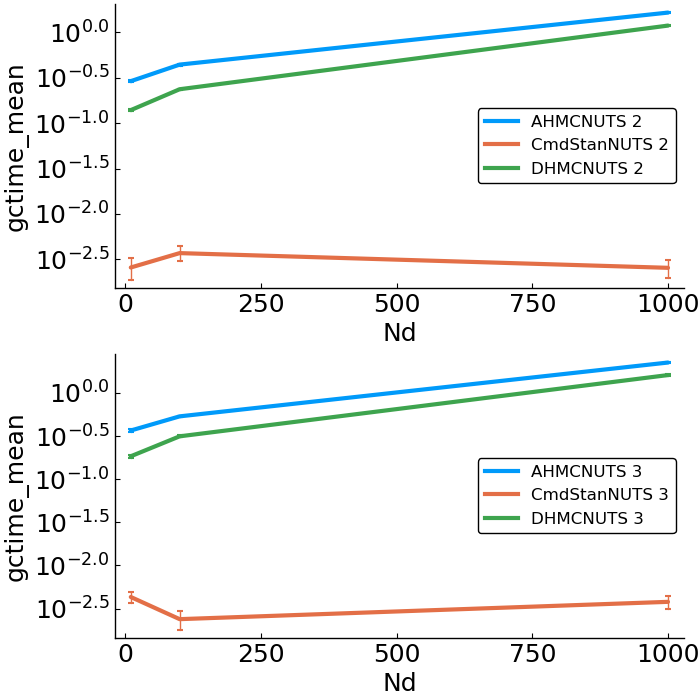 10^0.0
10^−0.5
10^−1.0
10^−1.5
10^−2.0
10^−2.5
gctime_mean
AHMCNUTS 2
CmdStanNUTS 2
DHMCNUTS 2
0 250 500 750 1000
Nd
10^0.0
10^−0.5
10^−1.0
10^−1.5
10^−2.0
10^−2.5
gctime_mean
AHMCNUTS 3
CmdStanNUTS 3
DHMCNUTS 3
0 250 500 750 1000
Nd